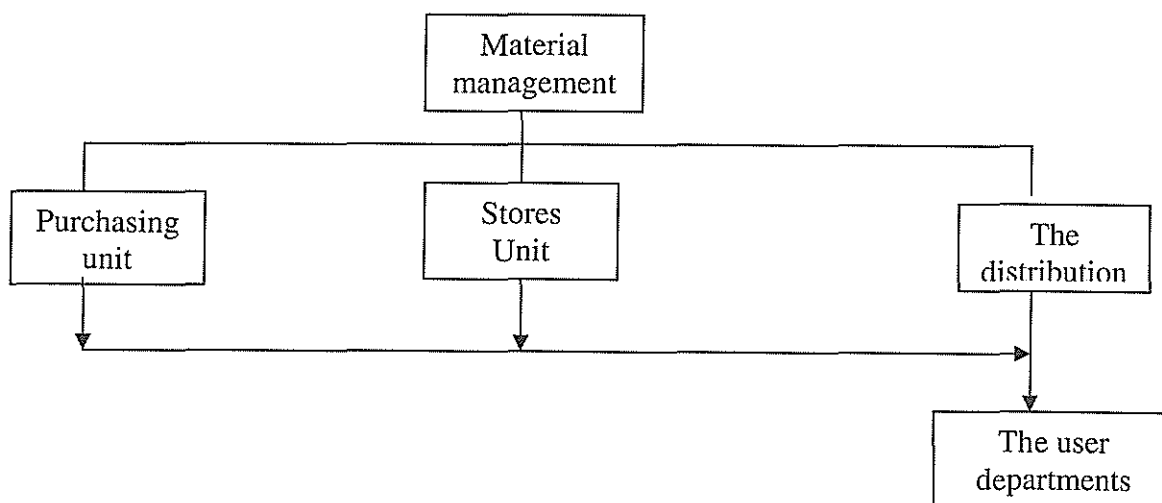 Material
management
Purchasing
unit
Stores
Unit
The
distribution
The user
departments